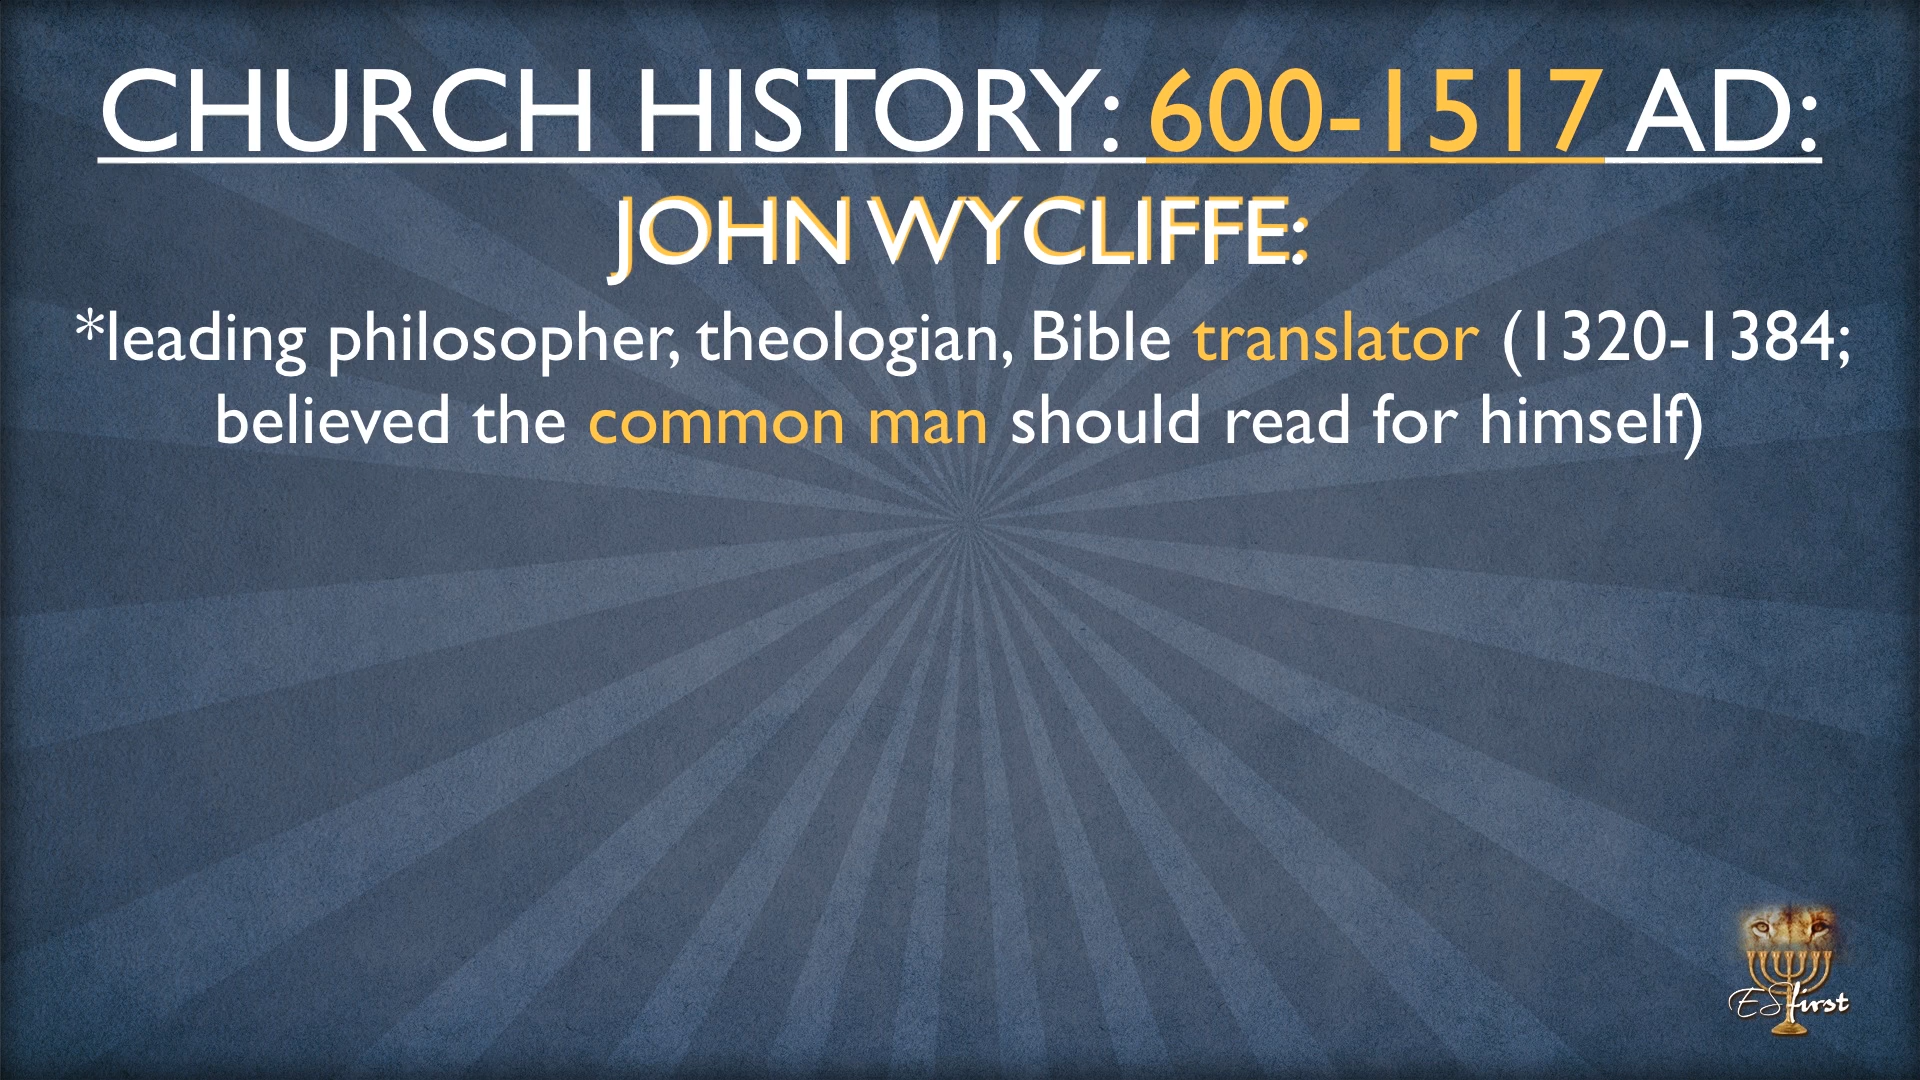 CHURCH HISTORY: 600-1517 AD:
JOHN WYCLIFFE:
*leading philosopher, theologian, Bible translator (1320-1384;
believed the common man should read for himself)
ESfirst